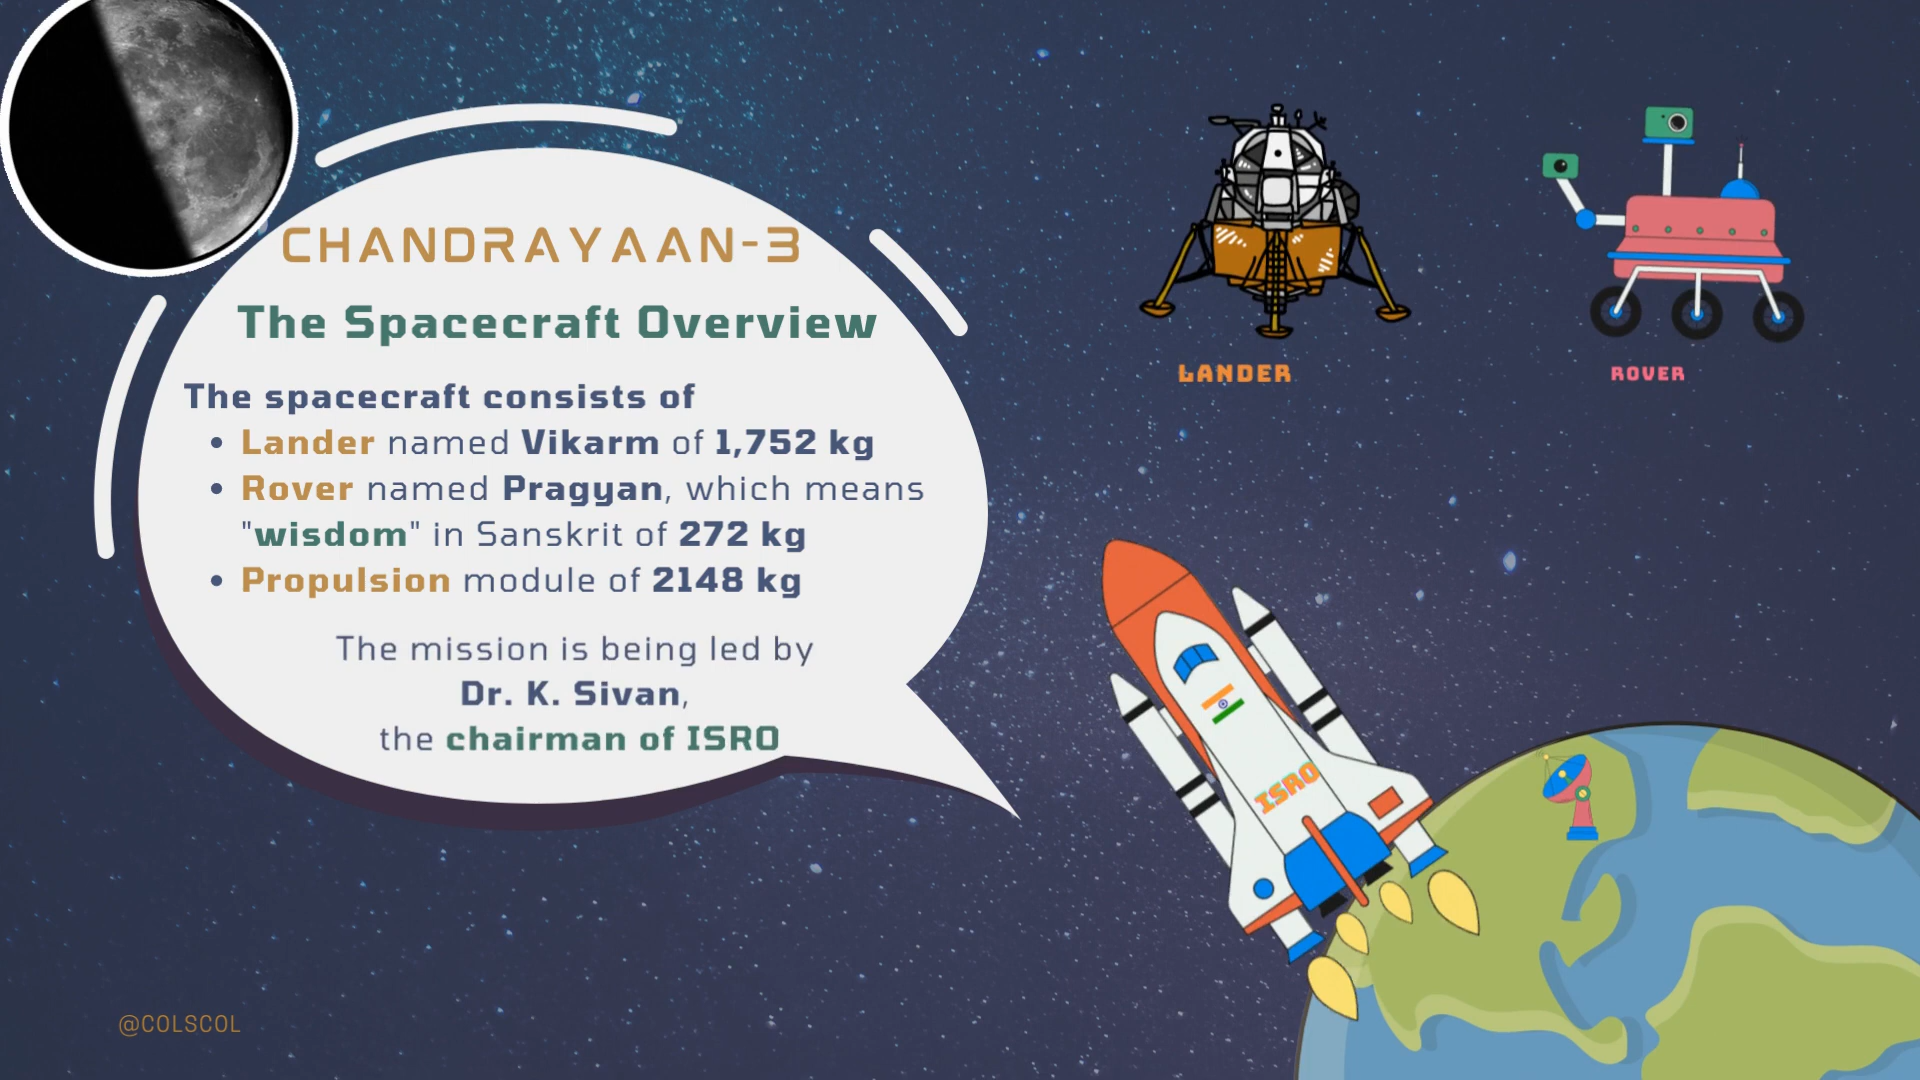 CHANDRAYAAN-3
The Spacecraft Overview
The spacecraft consists of
• Lander named Vikarm of 1,752 kg
• Rover named Pragyan, which means
"wisdom" in Sanskrit of 272 kg
• Propulsion module of 2148 kg
The mission is being led by
Dr. K. Sivan,
the chairman of ISRO
LANDER
ROVER
ISRO
@COLSCOL